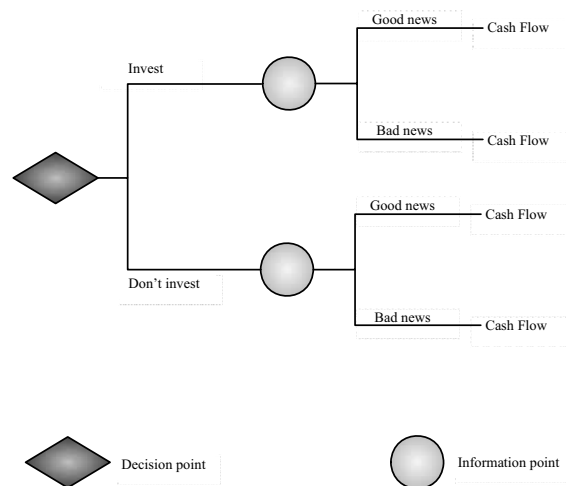 Good news
Cash Flow
Invest
Bad news
Cash Flow
Good news
Cash Flow
Don’t invest
Bad news
Cash Flow
Decision point
Information point